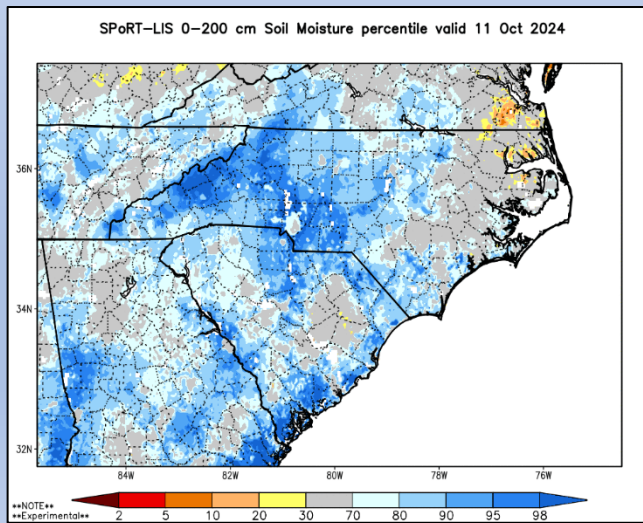 SPoRT-LIS 0-200 cm Soil Moisture percentile valid 11 Oct 2024
36N
34N
32N
84W 82W 80W 78W 76W
**NOTE**
**Experimental**
2 5 10 20 30 70 80 90 95 98